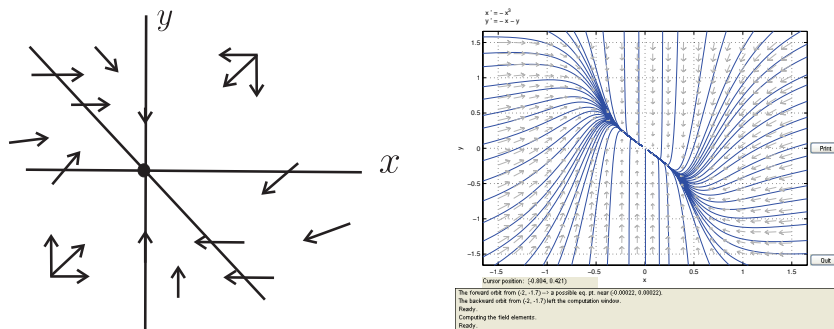 y
x
x ' = − x³
y ' = − x − y
1.5
1
0.5
0
−0.5
−1
−1.5
y
−1.5 −1 −0.5 0 0.5 1 1.5
x
Print
Quit
Cursor position: (-0.804, 0.421)
The forward orbit from (-2, -1.7) --> a possible eq. pt. near (-0.00022, 0.00022).
The backward orbit from (-2, -1.7) left the computation window.
Ready.
Computing the field elements.
Ready.